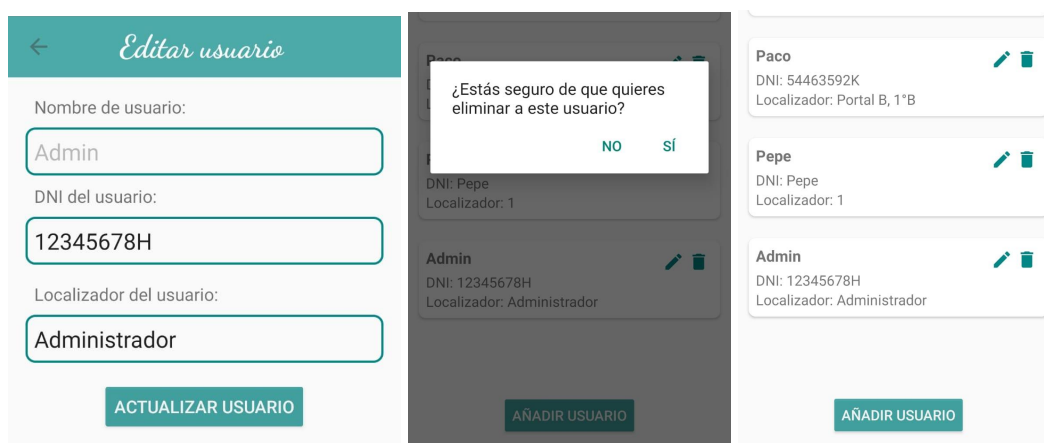 Editar usuario
Nombre de usuario:
Admin
DNI del usuario:
12345678H
Localizador del usuario:
Administrador
ACTUALIZAR USUARIO
Paco
¿Estás seguro de que quieres
eliminar a este usuario?
NO
SÍ
DNI: Pepe
Localizador: 1
Admin
DNI: 12345678H
Localizador: Administrador
AÑADIR USUARIO
Paco
DNI: 54463592K
Localizador: Portal B, 1°B
Pepe
DNI: Pepe
Localizador: 1
Admin
DNI: 12345678H
Localizador: Administrador
AÑADIR USUARIO